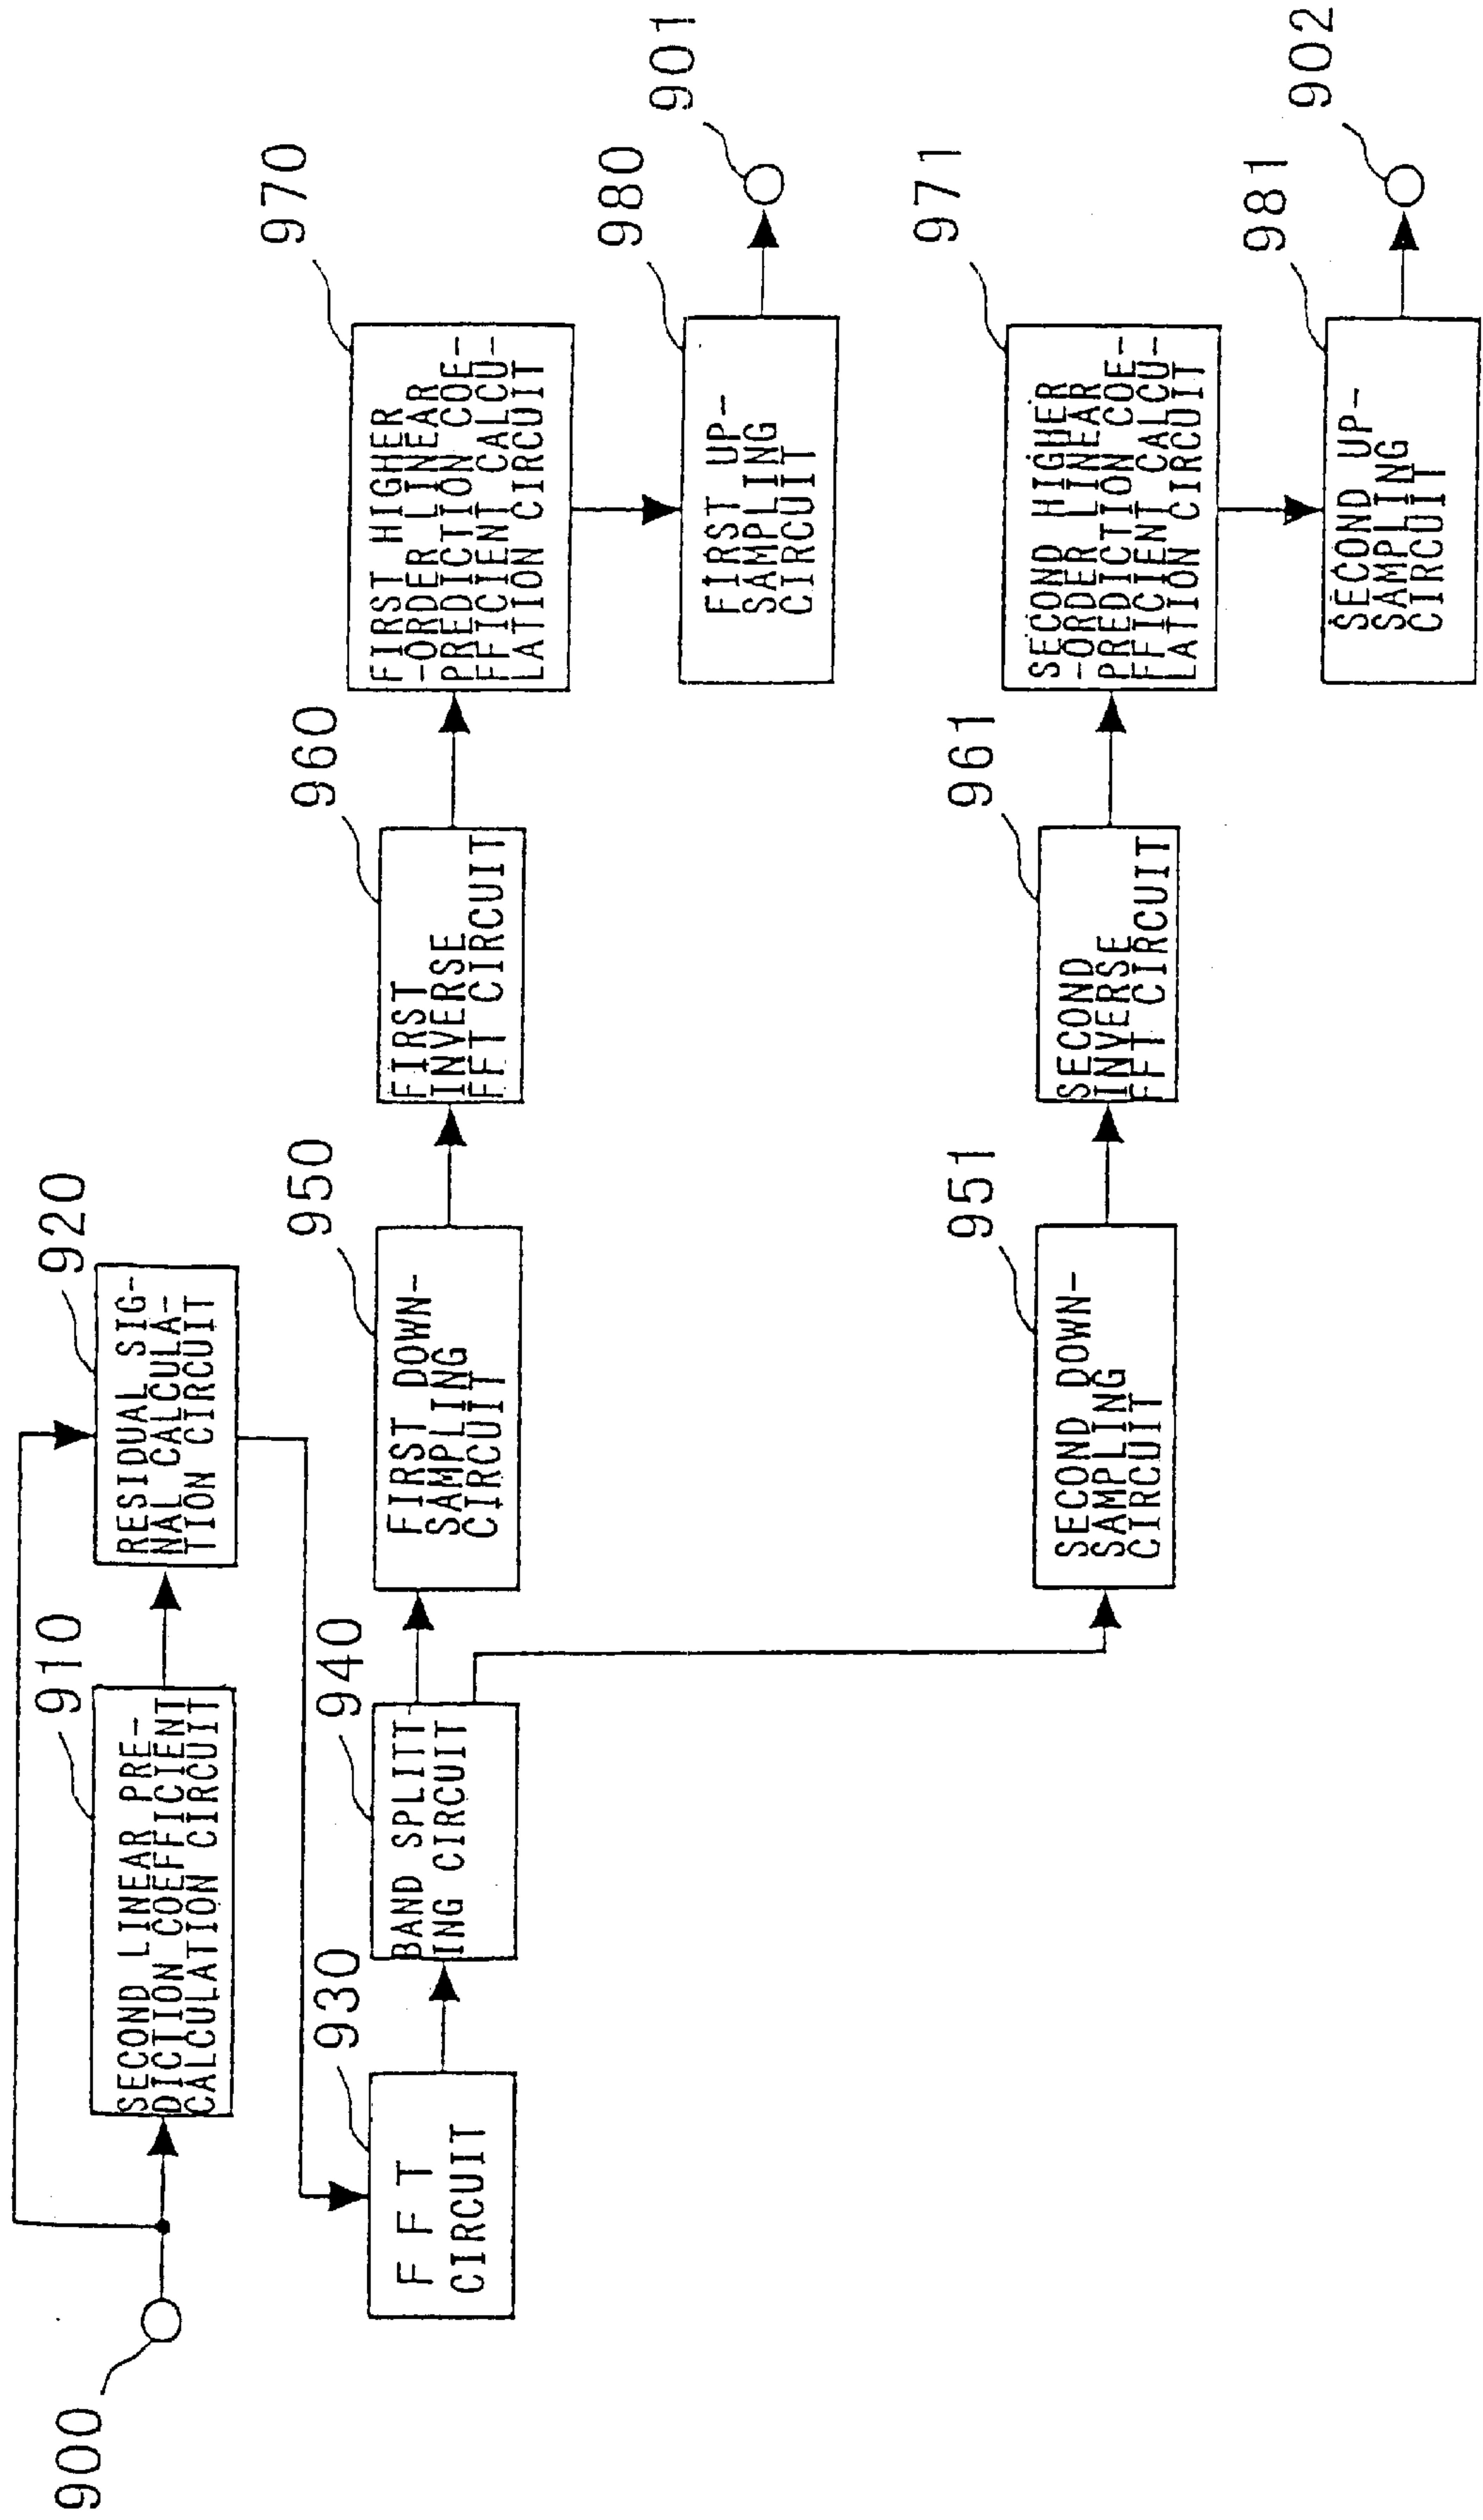 900
910
SECOND LINEAR PRE-
DICTION COEFFICIENT
CALCULATION CIRCUIT
920
RESIDUAL SIG-
NAL CALCULA-
TION CIRCUIT
930
FFT
CIRCUIT
940
BAND SPLITT
ING CIRCUIT
950
FIRST DOWN-
SAMPLING
CIRCUIT
960
FIRST
INVERSE
FFT CIRCUIT
970
FIRST HIGHER
-ORDER LINEAR
PREDICTION COE-
FFICIENT CALCU-
LATION CIRCUIT
980
FIRST UP-
SAMPLING
CIRCUIT
901
951
SECOND DOWN-
SAMPLING
CIRCUIT
961
SECOND
INVERSE
FFT CIRCUIT
971
SECOND HIGHER
-ORDER LINEAR
PREDICTION COE-
FFICIENT CALCU-
LATION CIRCUIT
981
SECOND UP-
SAMPLING
CIRCUIT
902